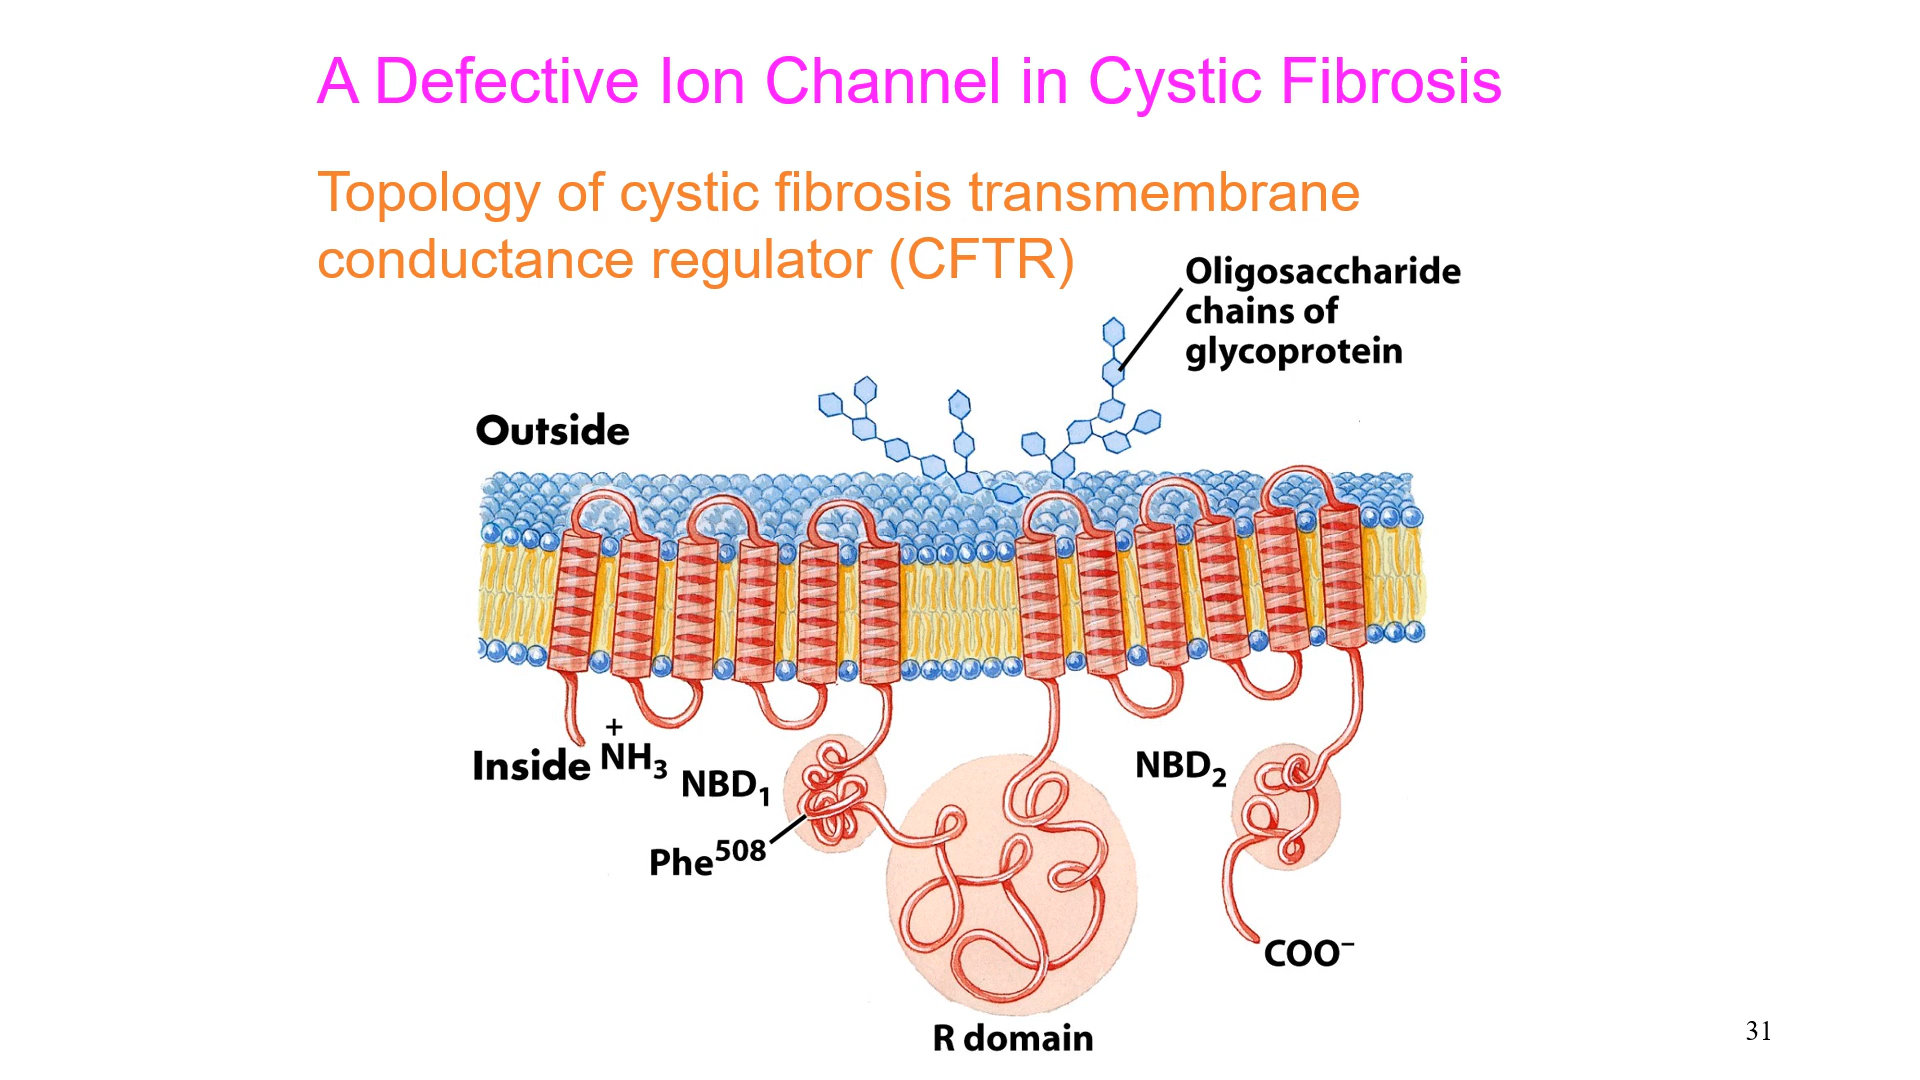 A Defective Ion Channel in Cystic Fibrosis
Topology of cystic fibrosis transmembrane
conductance regulator (CFTR)
Oligosaccharide
chains of
glycoprotein
Outside
Inside
+
NH₃
NBD₁
Phe⁵⁰⁸
NBD₂
COO⁻
R domain
31